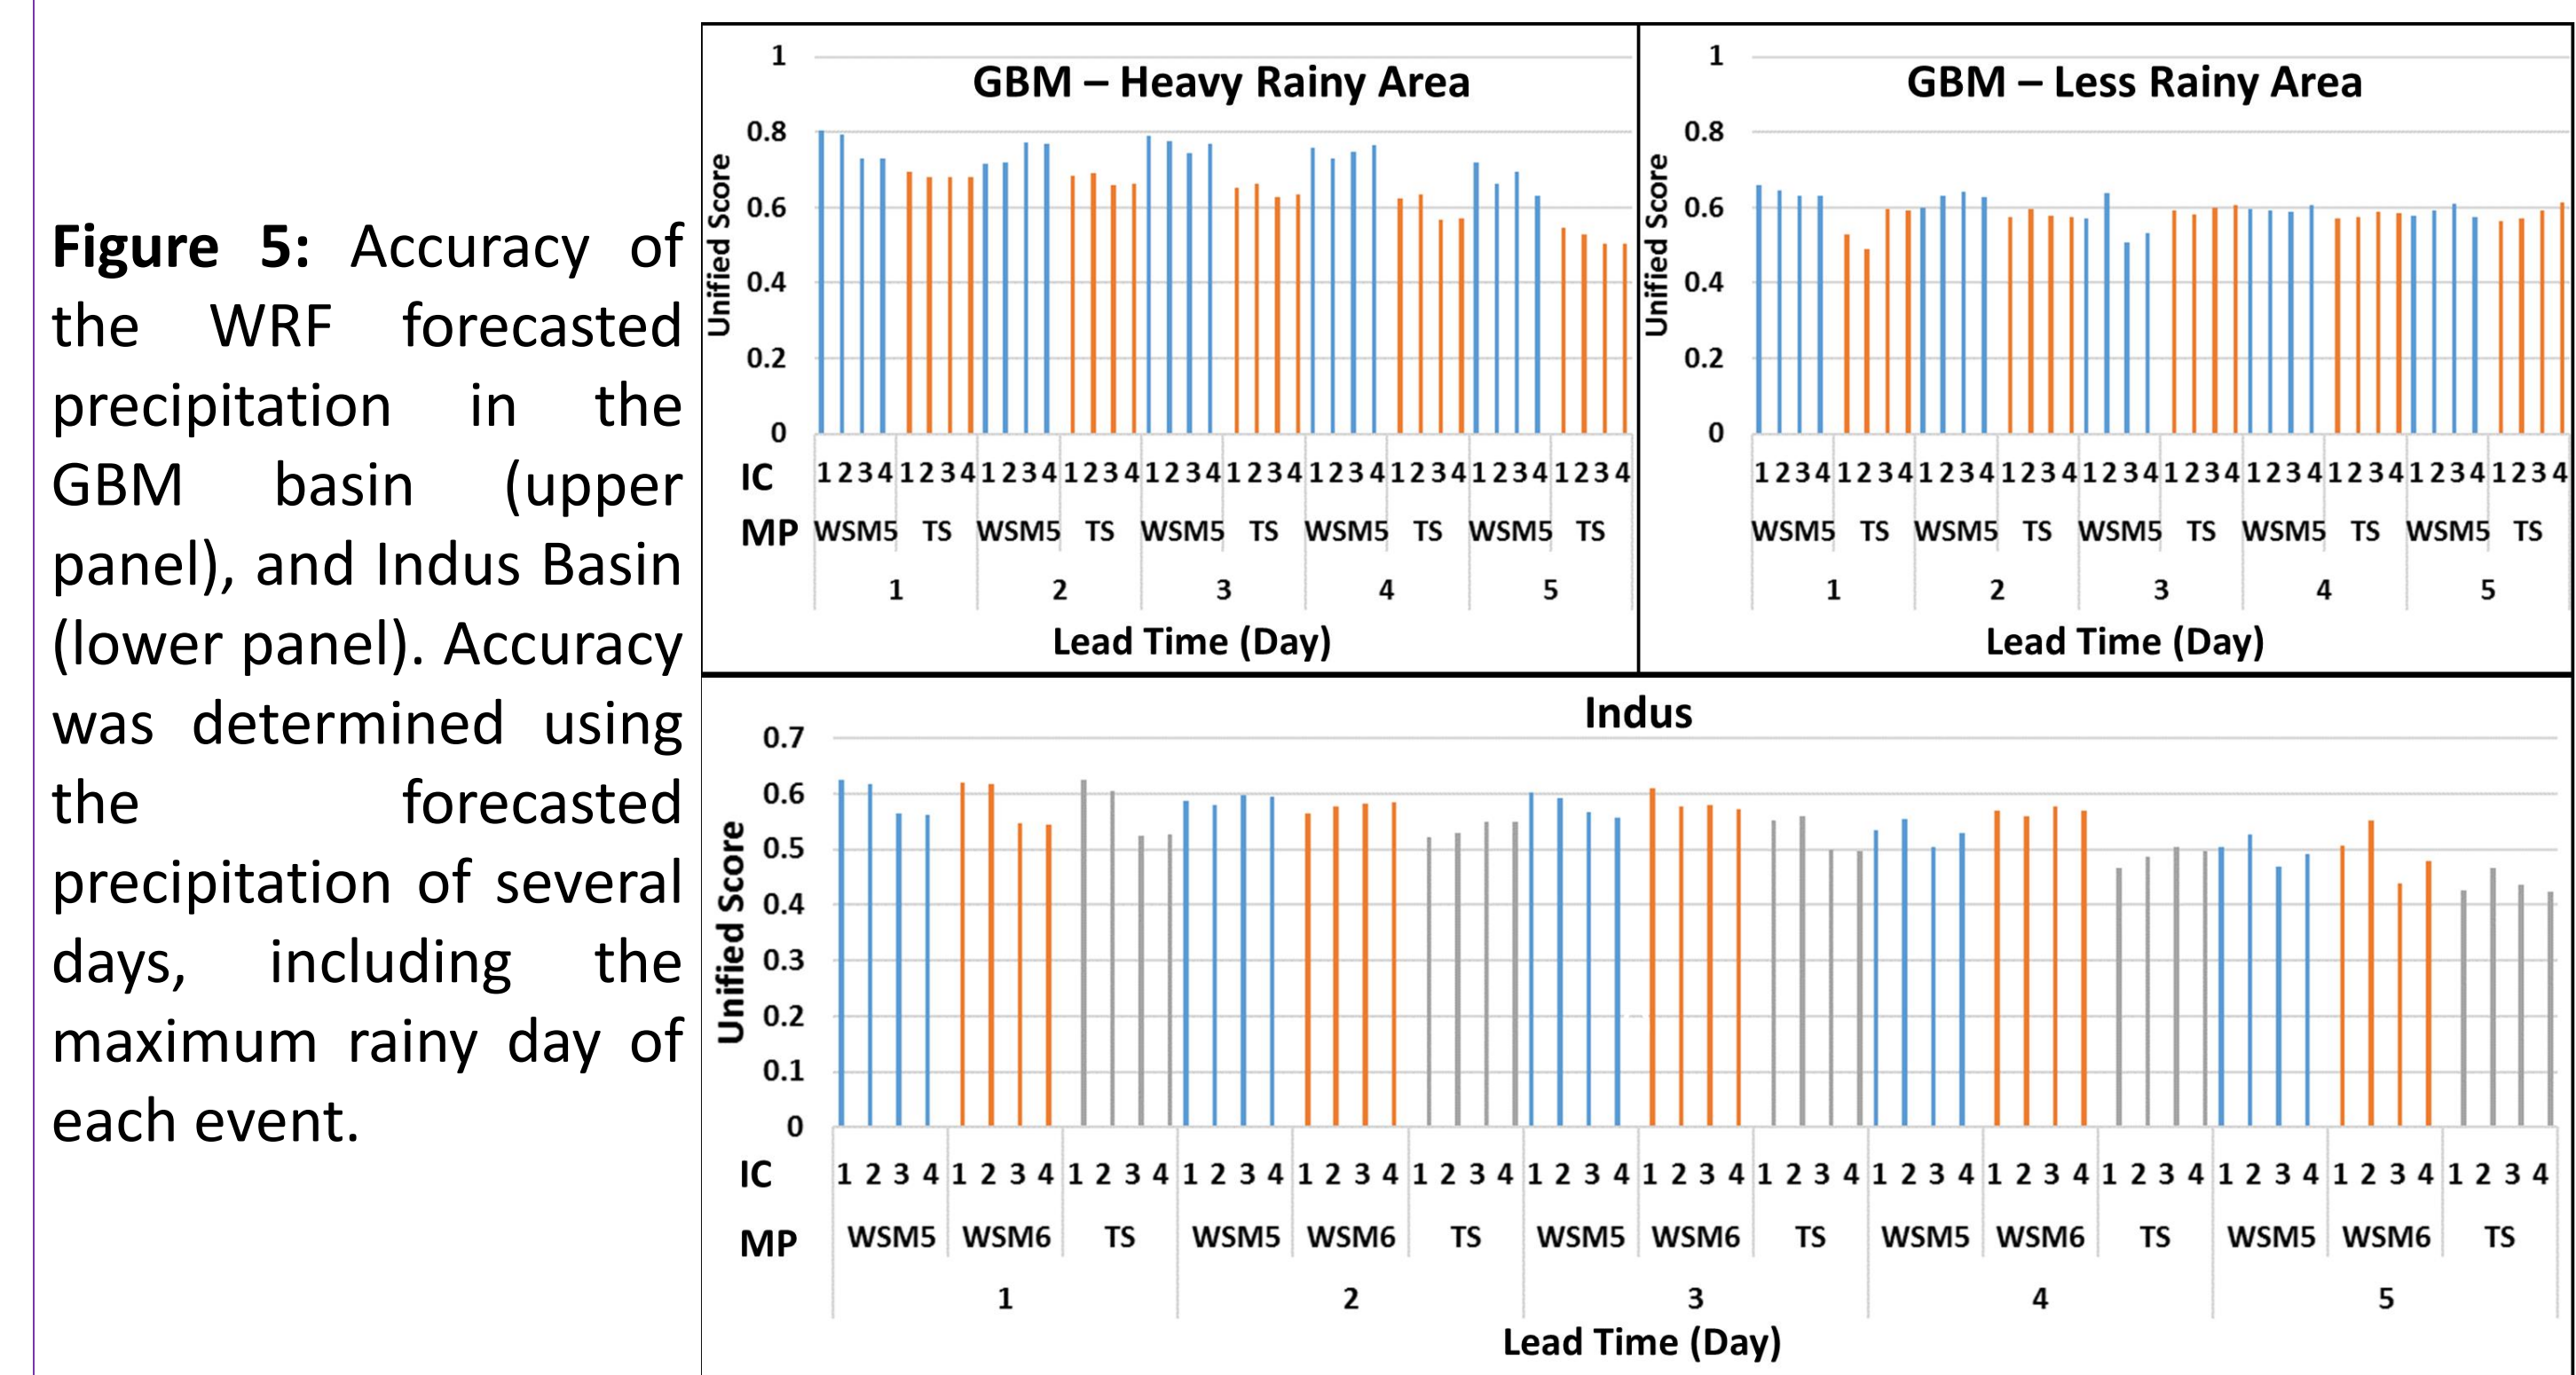 Figure 5: Accuracy of
the WRF forecasted
precipitation in the
GBM basin (upper
panel), and Indus Basin
(lower panel). Accuracy
was determined using
the forecasted
precipitation of several
days, including the
maximum rainy day of
each event.
GBM – Heavy Rainy Area
Unified Score
1
0.8
0.6
0.4
0.2
0
IC 1 2 3 4 1 2 3 4 1 2 3 4 1 2 3 4 1 2 3 4 1 2 3 4 1 2 3 4 1 2 3 4 1 2 3 4 1 2 3 4
MP WSM5 TS WSM5 TS WSM5 TS WSM5 TS WSM5 TS
1 2 3 4 5
Lead Time (Day)
GBM – Less Rainy Area
Unified Score
1
0.8
0.6
0.4
0.2
0
1 2 3 4 1 2 3 4 1 2 3 4 1 2 3 4 1 2 3 4 1 2 3 4 1 2 3 4 1 2 3 4 1 2 3 4 1 2 3 4
WSM5 TS WSM5 TS WSM5 TS WSM5 TS WSM5 TS
1 2 3 4 5
Lead Time (Day)
Indus
Unified Score
0.7
0.6
0.5
0.4
0.3
0.2
0.1
0
IC 1 2 3 4 1 2 3 4 1 2 3 4 1 2 3 4 1 2 3 4 1 2 3 4 1 2 3 4 1 2 3 4 1 2 3 4 1 2 3 4 1 2 3 4 1 2 3 4 1 2 3 4 1 2 3 4 1 2 3 4
MP WSM5 WSM6 TS WSM5 WSM6 TS WSM5 WSM6 TS WSM5 WSM6 TS WSM5 WSM6 TS
1 2 3 4 5
Lead Time (Day)